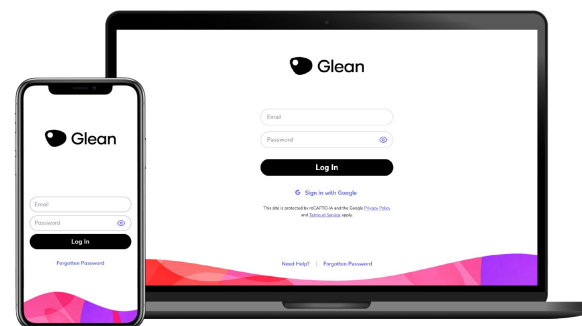 Glean
Email
Password
Log In
Forgotten Password
Glean
Email
Password
Log In
G Sign in with Google
This site is protected by reCAPTCHA and the Google Privacy Policy
and Terms of Service apply.
Need Help? | Forgotten Password